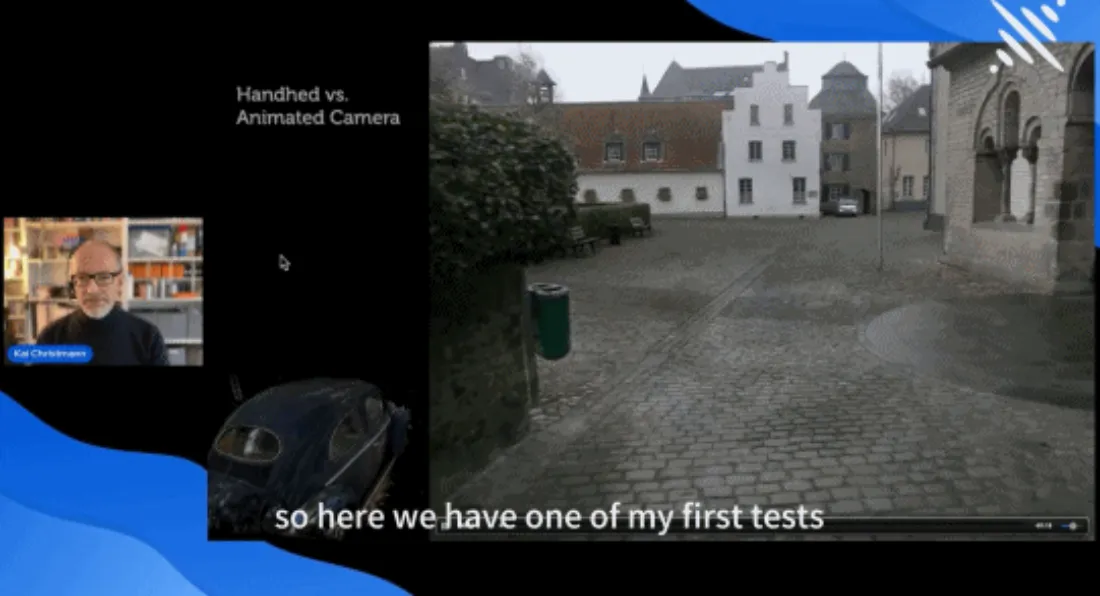 Handhed vs.
Animated Camera
Kai Christmann
so here we have one of my first tests